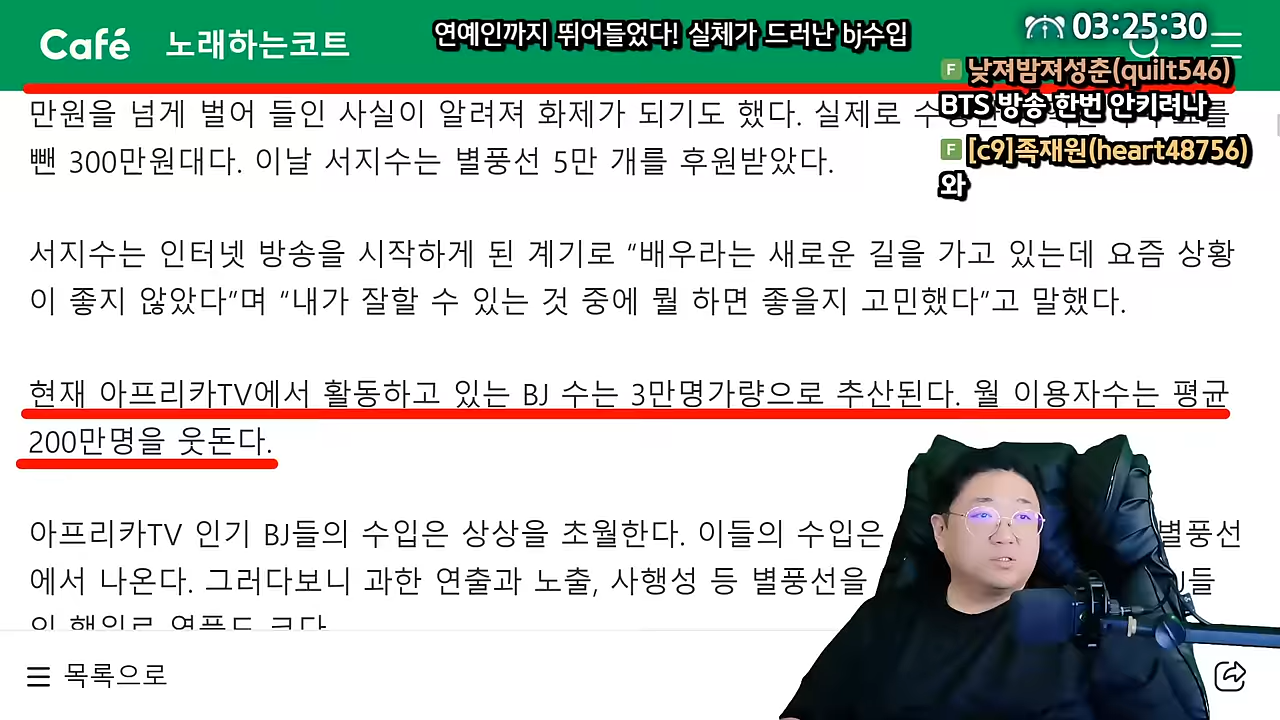 Café 노래하는코트
연예인까지 뛰어들었다! 실체가 드러난 bj수입
03:25:30
F 낮져밤져성춘(quilt546)
BTS 방송 한번 안키려나
F [c9]족재원(heart48756)
와
만원을 넘게 벌어 들인 사실이 알려져 화제가 되기도 했다. 실제로
뺀 300만원대다. 이날 서지수는 별풍선 5만 개를 후원받았다.
서지수는 인터넷 방송을 시작하게 된 계기로 “배우라는 새로운 길을 가고 있는데 요즘 상황
이 좋지 않았다”며 “내가 잘할 수 있는 것 중에 뭘 하면 좋을지 고민했다”고 말했다.
현재 아프리카TV에서 활동하고 있는 BJ 수는 3만명가량으로 추산된다. 월 이용자수는 평균
200만명을 웃돈다.
아프리카TV 인기 BJ들의 수입은 상상을 초월한다. 이들의 수입은 별풍선
에서 나온다. 그러다보니 과한 연출과 노출, 사행성 등 별풍선을
목록으로